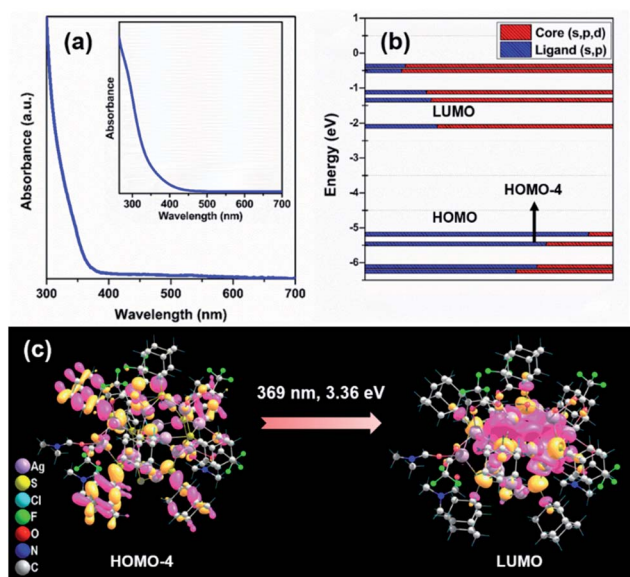 (a)
Absorbance (a.u.)
300 400 500 600 700
Wavelength (nm)
Absorbance
300 400 500 600 700
Wavelength (nm)
(b)
Core (s,p,d)
Ligand (s,p)
Energy (eV)
1
0
-1
-2
-3
-4
-5
-6
LUMO
HOMO-4
HOMO
(c)
369 nm, 3.36 eV
Ag
S
Cl
F
O
N
C
HOMO-4
LUMO